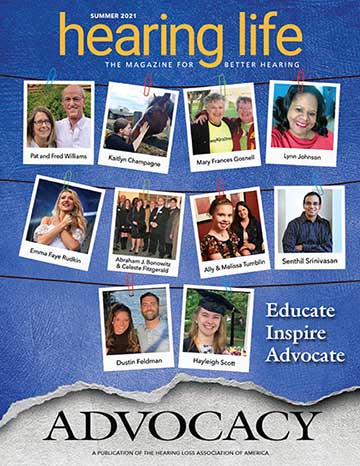 SUMMER 2021
hearing life
THE MAGAZINE FOR BETTER HEARING
Pat and Fred Williams
Kaitlyn Champagne
Mary Frances Gosnell
Lynn Johnson
Emma Faye Rudkin
Abraham J. Bonowitz
& Celeste Fitzgerald
Ally & Melissa Tumblin
Senthil Srinivasan
Dustin Feldman
Hayleigh Scott
Educate
Inspire
Advocate
ADVOCACY
A PUBLICATION OF THE HEARING LOSS ASSOCIATION OF AMERICA